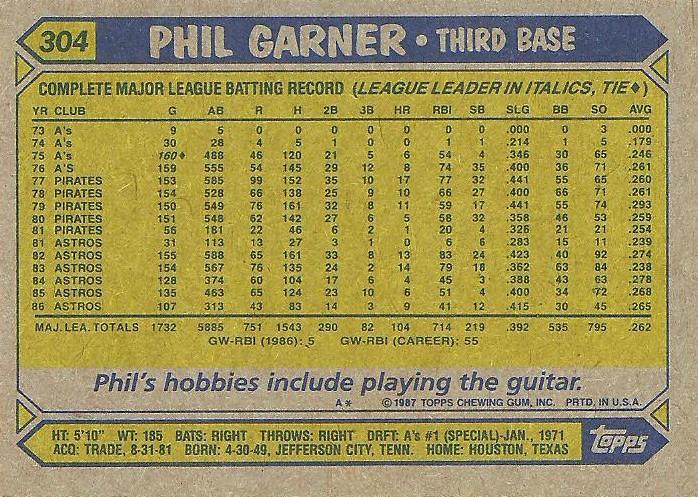 304 PHIL GARNER • THIRD BASE
COMPLETE MAJOR LEAGUE BATTING RECORD (LEAGUE LEADER IN ITALICS, TIE♦)
YR CLUB G AB R H 2B 3B HR RBI SB SLG BB SO AVG
73 A's 9 5 0 0 0 0 0 0 0 .000 0 3 .000
74 A's 30 28 4 5 1 0 0 1 1 .214 1 5 .179
75 A's 160♦ 488 46 120 21 5 6 54 4 .346 30 65 .246
76 A'S 159 555 54 145 29 12 8 74 35 .400 36 71 .261
77 PIRATES 153 585 99 152 35 10 17 77 32 .441 55 65 .260
78 PIRATES 154 528 66 138 25 9 10 66 27 .400 66 71 .261
79 PIRATES 150 549 76 161 32 8 11 59 17 .441 55 74 .293
80 PIRATES 151 548 62 142 27 6 5 58 32 .358 46 53 .259
81 PIRATES 56 181 22 46 6 2 1 20 4 .326 21 21 .254
81 ASTROS 31 113 13 27 3 1 0 6 6 .283 15 11 .239
82 ASTROS 155 588 65 161 33 8 13 83 24 .423 40 92 .274
83 ASTROS 154 567 76 135 24 2 14 79 18 .362 63 84 .238
84 ASTROS 128 374 60 104 17 6 4 45 3 .388 43 63 .278
85 ASTROS 135 463 65 124 23 10 6 51 4 .400 34 72 .268
86 ASTROS 107 313 43 83 14 3 9 41 12 .415 30 45 .265
MAJ. LEA. TOTALS 1732 5885 751 1543 290 82 104 714 219 .392 535 795 .262
GW-RBI (1986): 5 GW-RBI (CAREER): 55
Phil's hobbies include playing the guitar.
A* ©1987 TOPPS CHEWING GUM, INC. PRTD. IN U.S.A.
HT: 5'10" WT: 185 BATS: RIGHT THROWS: RIGHT DRFT: A's #1 (SPECIAL)-JAN., 1971
ACQ: TRADE, 8-31-81 BORN: 4-30-49, JEFFERSON CITY, TENN. HOME: HOUSTON, TEXAS
topps